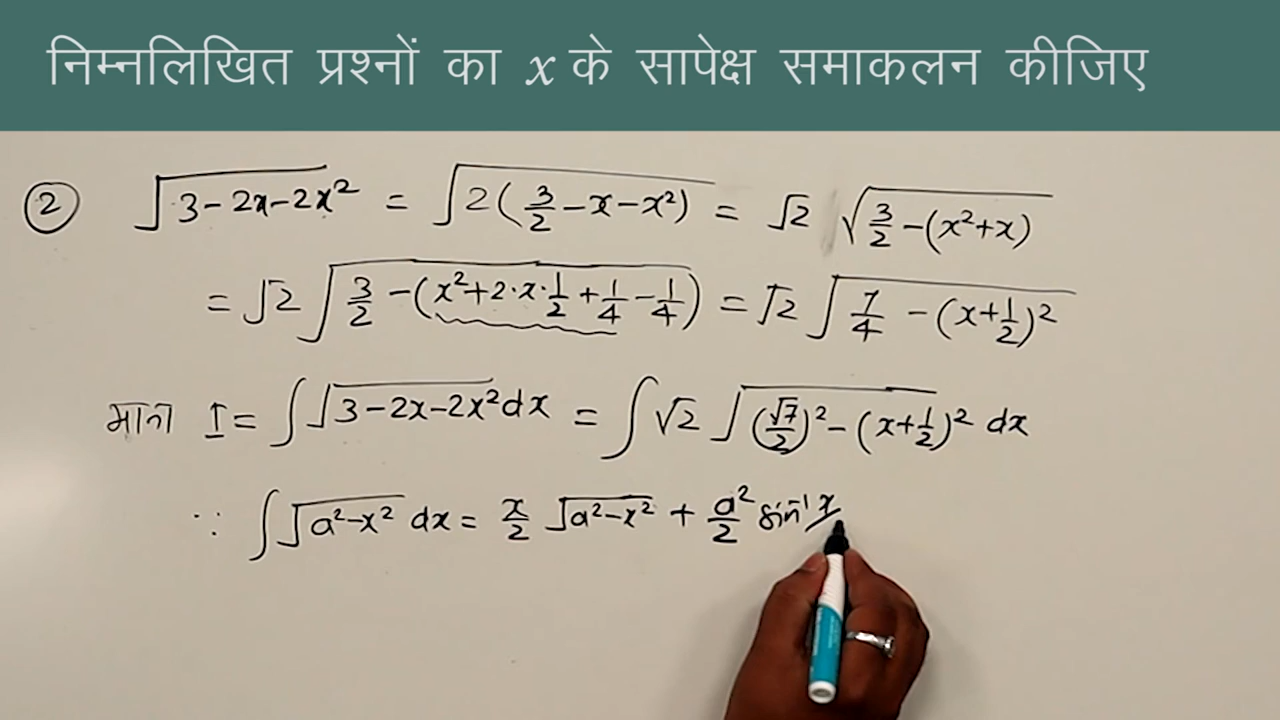 निम्नलिखित प्रश्नों का x के सापेक्ष समाकलन कीजिए
② √(3-2x-2x²) = √(2(3/2-x-x²)) = √2 √(3/2-(x²+x))
= √2 √(3/2-(x²+2·x·1/2+1/4-1/4)) = √2 √(7/4-(x+1/2)²)
माना I = ∫√(3-2x-2x²) dx = ∫√2 √((√7/2)²-(x+1/2)²) dx
∵ ∫√(a²-x²) dx = x/2 √(a²-x²) + a²/2 sin⁻¹ x/